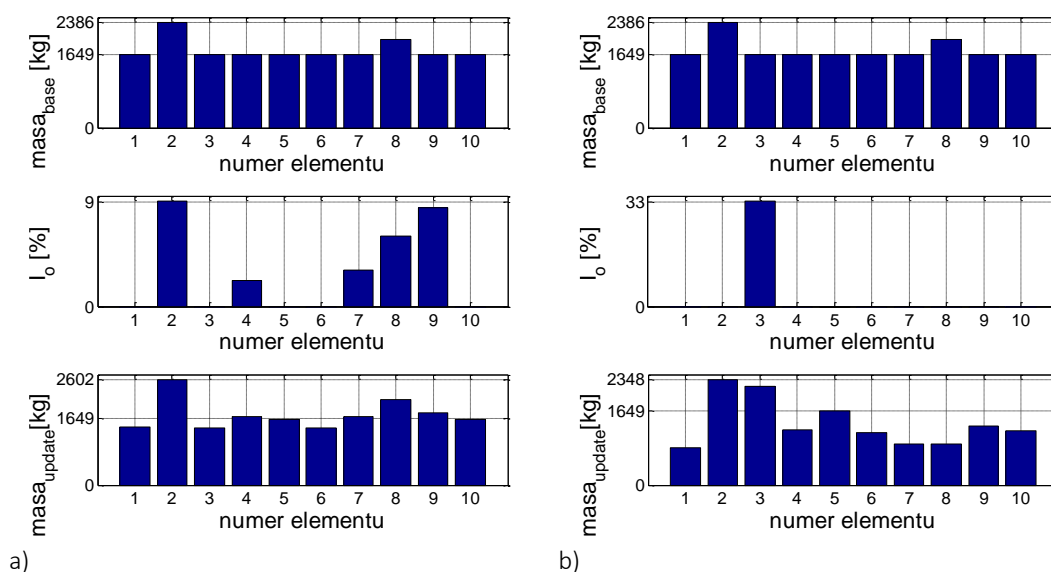 masa_base [kg]
2386
1649
0
1 2 3 4 5 6 7 8 9 10
numer elementu
I_o [%]
9
0
1 2 3 4 5 6 7 8 9 10
numer elementu
masa_update[kg]
2602
1649
0
1 2 3 4 5 6 7 8 9 10
numer elementu
a)
masa_base [kg]
2386
1649
0
1 2 3 4 5 6 7 8 9 10
numer elementu
I_o [%]
33
0
1 2 3 4 5 6 7 8 9 10
numer elementu
masa_update[kg]
2348
1649
0
1 2 3 4 5 6 7 8 9 10
numer elementu
b)